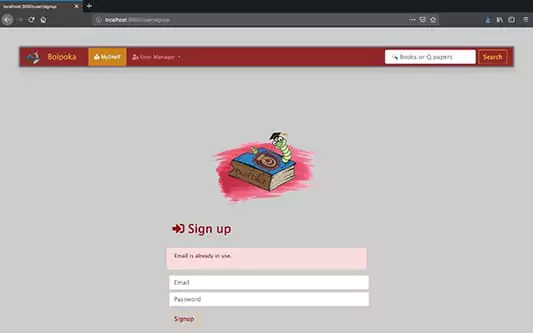 localhost:3000/user/signup
localhost:3000/user/signup
Boipoka
MyShelf
User Manager
Books or Q papers
Search
Sign up
Email is already in use.
Email
Password
Signup